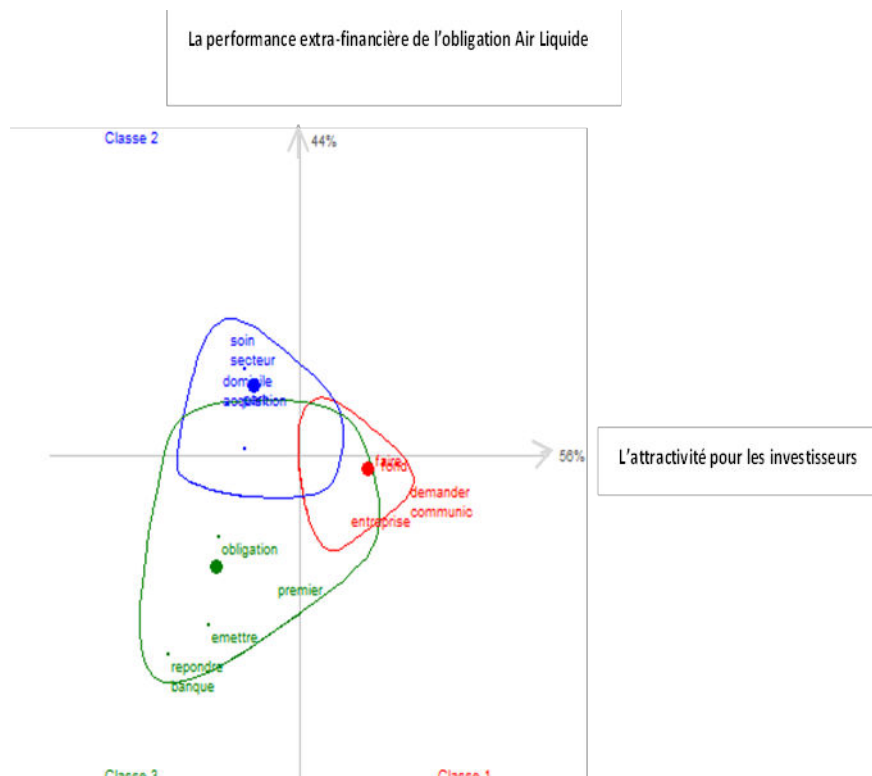 La performance extra-financière de l'obligation Air Liquide
Classe 2
44%
soin
secteur
domicile
acquisition
56%
L'attractivité pour les investisseurs
faire
fond
demander
communic
entreprise
obligation
premier
emettre
repondre
banque
Classe 3
Classe 1